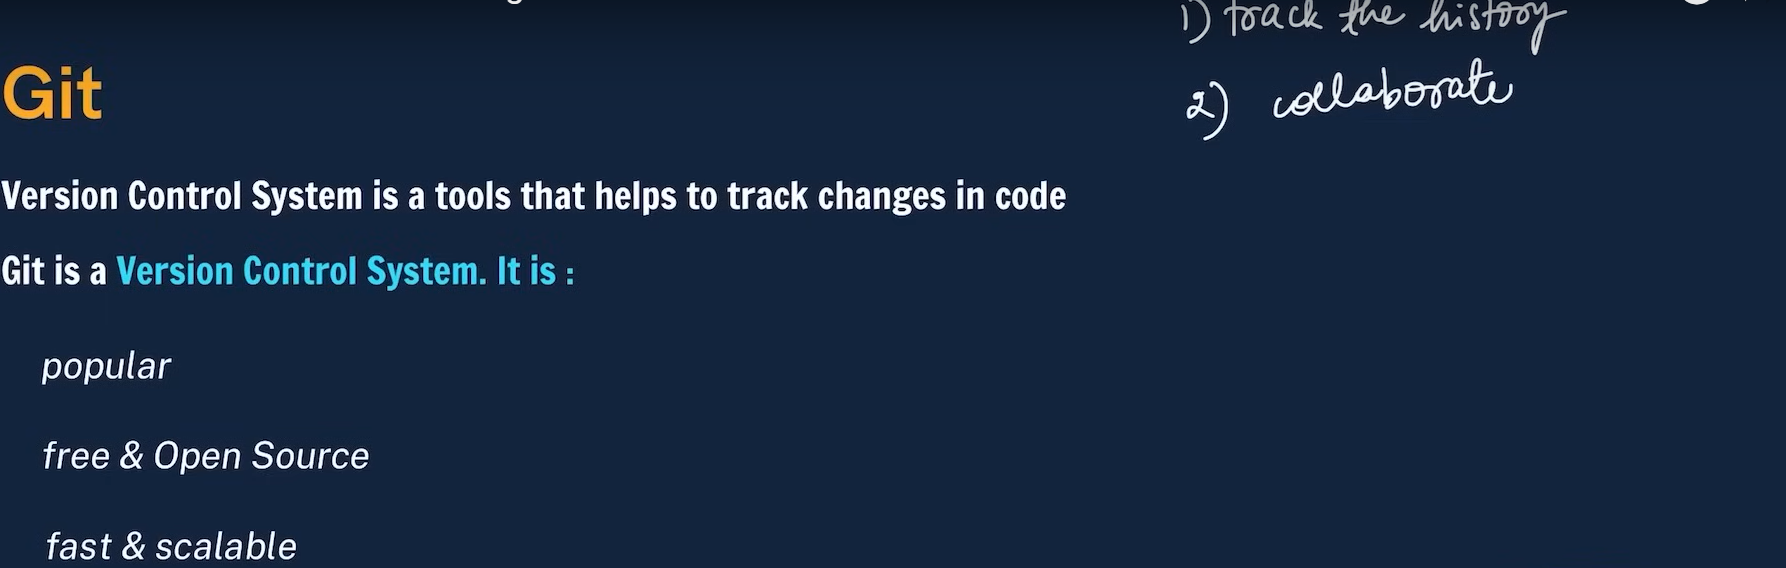 1) track the history
Git
2) collaborate
Version Control System is a tools that helps to track changes in code
Git is a Version Control System. It is :
popular
free & Open Source
fast & scalable